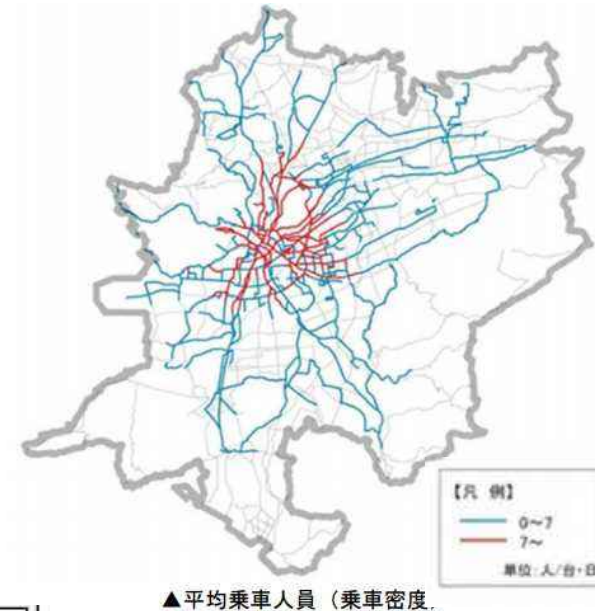 【凡 例】
0～7
7～
単位：人/台・日
▲平均乗車人員（乗車密度